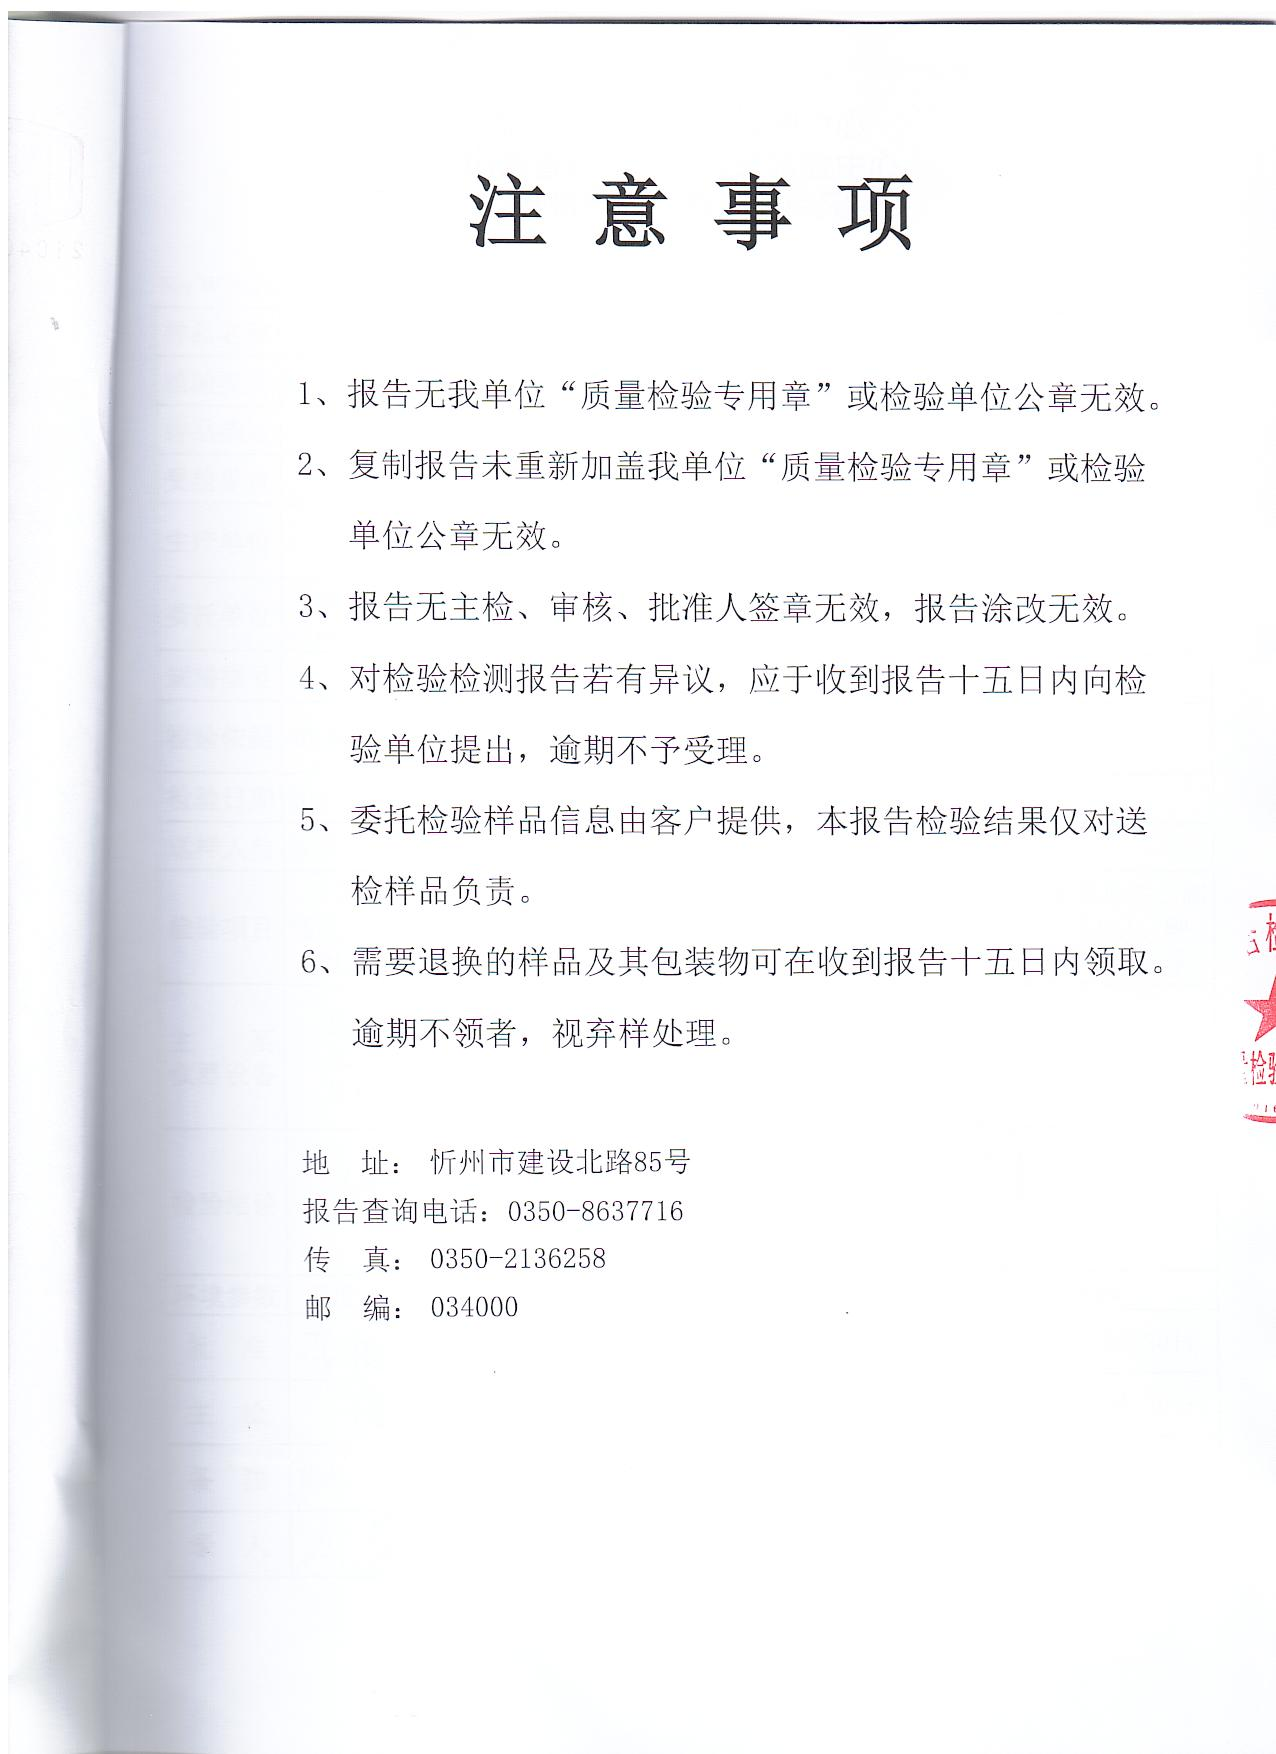 注意事项
1、报告无我单位“质量检验专用章”或检验单位公章无效。
2、复制报告未重新加盖我单位“质量检验专用章”或检验
单位公章无效。
3、报告无主检、审核、批准人签章无效，报告涂改无效。
4、对检验检测报告若有异议，应于收到报告十五日内向检
验单位提出，逾期不予受理。
5、委托检验样品信息由客户提供，本报告检验结果仅对送
检样品负责。
6、需要退换的样品及其包装物可在收到报告十五日内领取。
逾期不领者，视弃样处理。
地 址： 忻州市建设北路85号
报告查询电话：0350-8637716
传 真： 0350-2136258
邮 编： 034000
检
检验